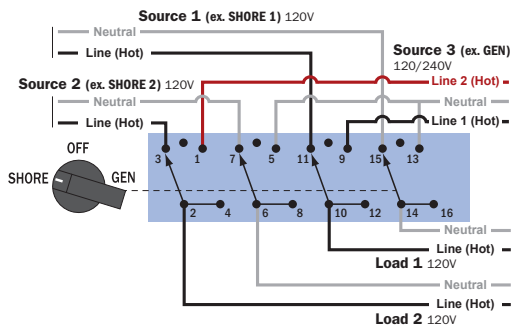 Source 1 (ex. SHORE 1) 120V
Neutral
Line (Hot)
Source 3 (ex. GEN)
120/240V
Line 2 (Hot)
Source 2 (ex. SHORE 2) 120V
Neutral
Neutral
Line (Hot)
Line 1 (Hot)
OFF
SHORE
GEN
3 1 7 5 11 9 15 13
2 4 6 8 10 12 14 16
Neutral
Line (Hot)
Load 1 120V
Neutral
Line (Hot)
Load 2 120V